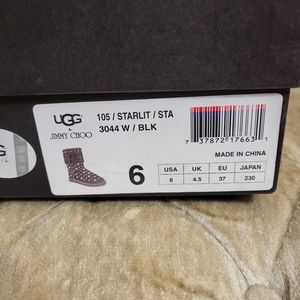 UGG
&
JIMMY CHOO
105 / STARLIT / STA
3044 W / BLK
7 37872 17663 1
MADE IN CHINA
6
USA UK EU JAPAN
6 4.5 37 230